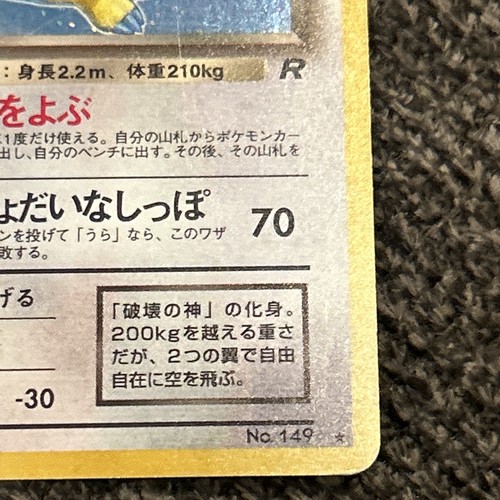 ：身長2.2m、体重210kg R
をよぶ
1度だけ使える。自分の山札からポケモンカー
出し、自分のベンチに出す。その後、その山札を
ょだいなしっぽ 70
ンを投げて「うら」なら、このワザ
敗する。
げる
「破壊の神」の化身。
200kgを越える重さ
だが、2つの翼で自由
自在に空を飛ぶ。
-30
No. 149 ★